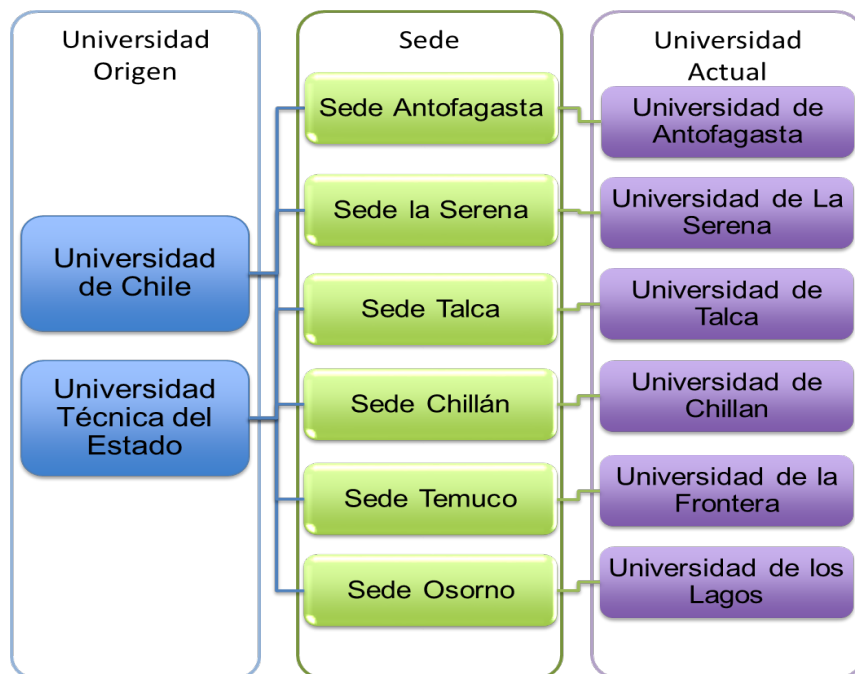 Universidad
Origen
Universidad
de Chile
Universidad
Técnica del
Estado
Sede
Sede Antofagasta
Sede la Serena
Sede Talca
Sede Chillán
Sede Temuco
Sede Osorno
Universidad
Actual
Universidad de
Antofagasta
Universidad de La
Serena
Universidad de
Talca
Universidad de
Chillan
Universidad de la
Frontera
Universidad de los
Lagos